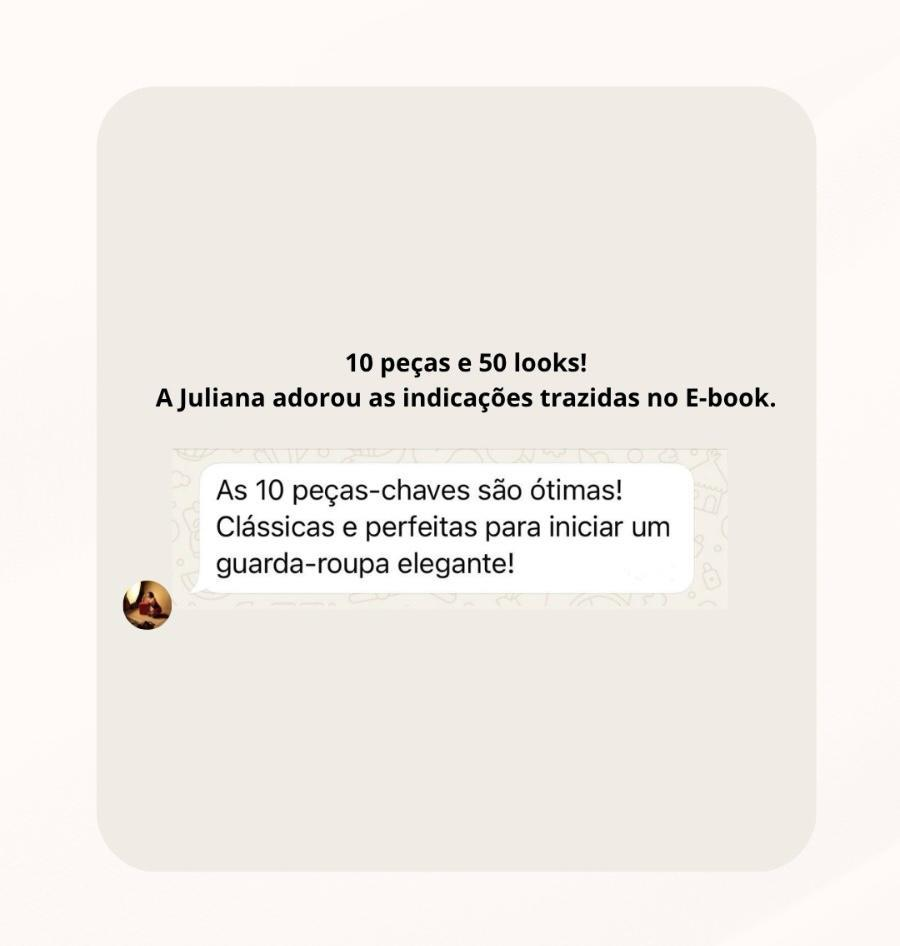 10 peças e 50 looks!
A Juliana adorou as indicações trazidas no E-book.
As 10 peças-chaves são ótimas!
Clássicas e perfeitas para iniciar um
guarda-roupa elegante!